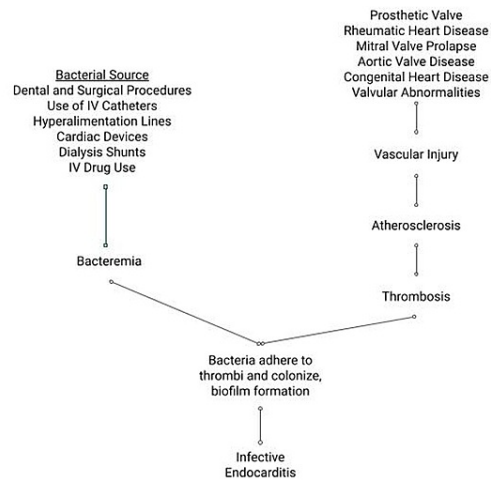 Prosthetic Valve
Rheumatic Heart Disease
Mitral Valve Prolapse
Aortic Valve Disease
Congenital Heart Disease
Valvular Abnormalities
Bacterial Source
Dental and Surgical Procedures
Use of IV Catheters
Hyperalimentation Lines
Cardiac Devices
Dialysis Shunts
IV Drug Use
Vascular Injury
Atherosclerosis
Bacteremia
Thrombosis
Bacteria adhere to
thrombi and colonize,
biofilm formation
Infective
Endocarditis